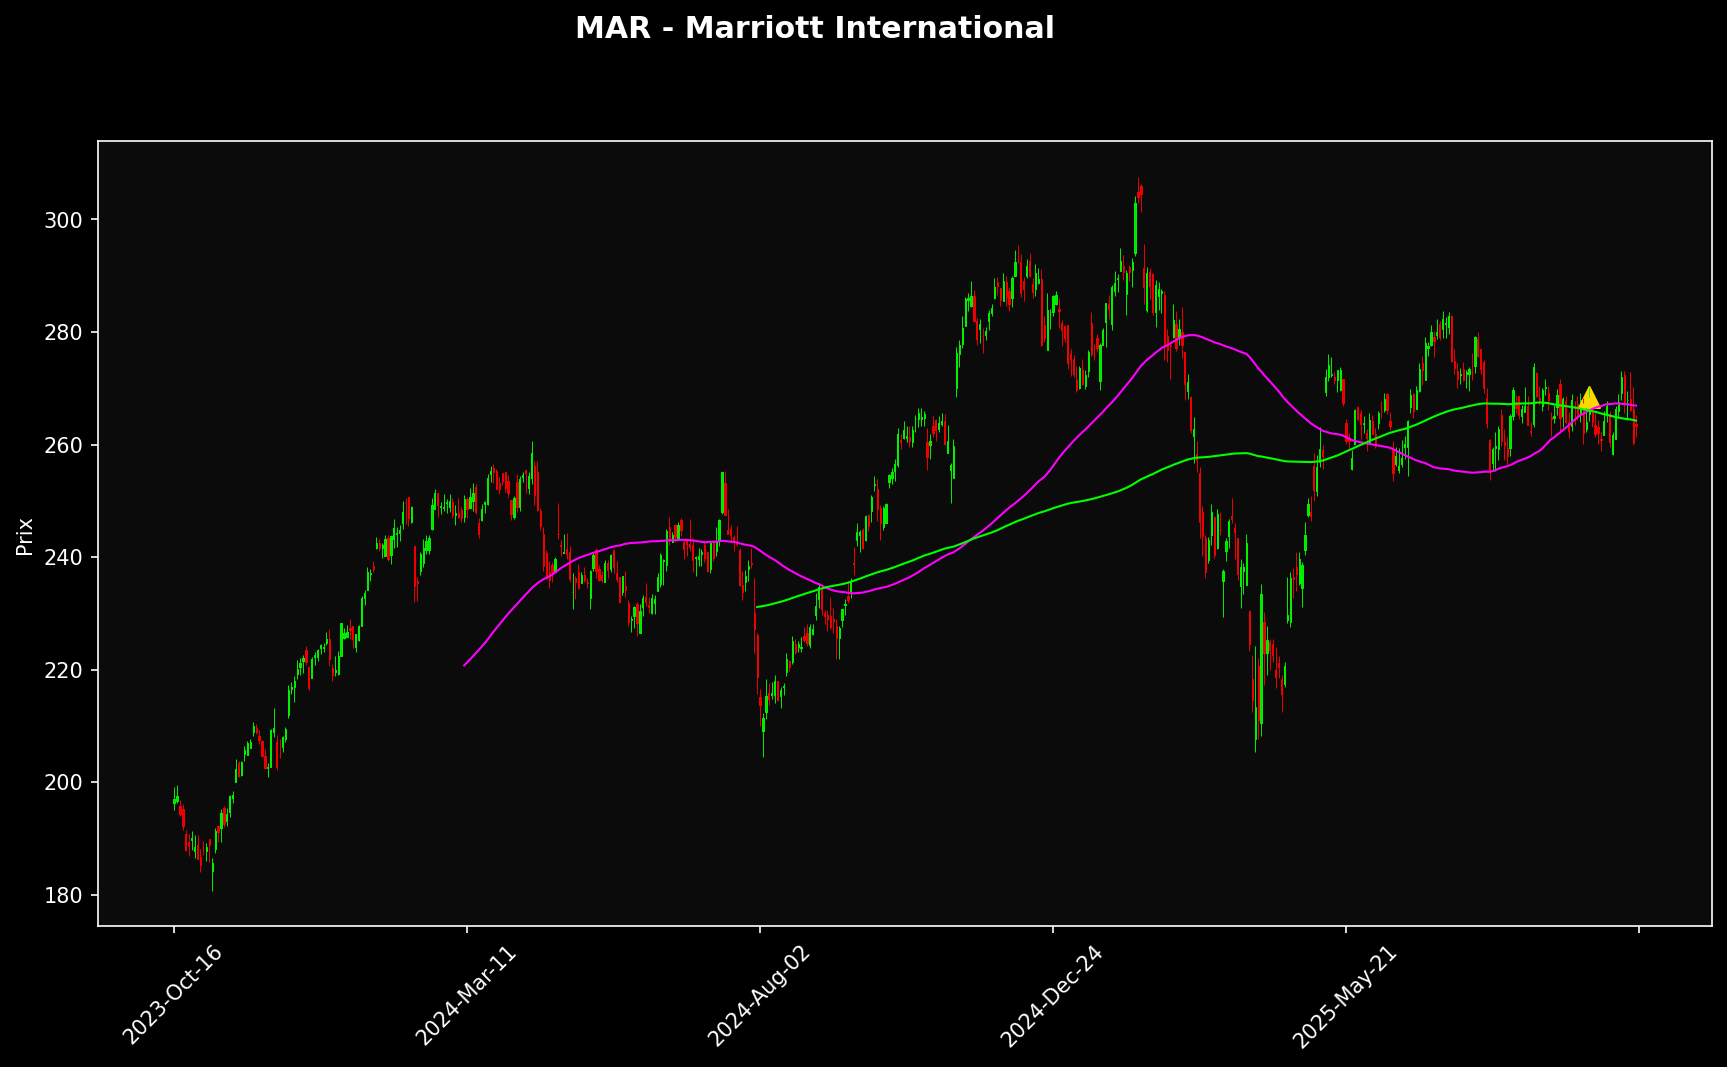 MAR - Marriott International
Prix
300
280
260
240
220
200
180
2023-Oct-16
2024-Mar-11
2024-Aug-02
2024-Dec-24
2025-May-21